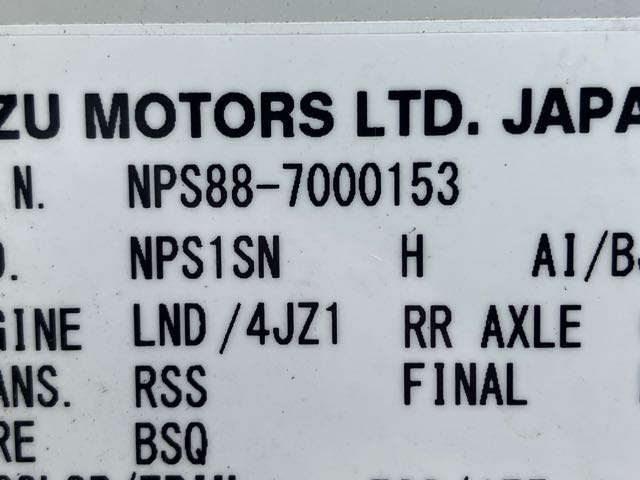 ZU MOTORS LTD. JAPA
N. NPS88-7000153
O. NPS1SN H AI/B
GINE LND/4JZ1 RR AXLE
ANS. RSS FINAL
RE BSQ